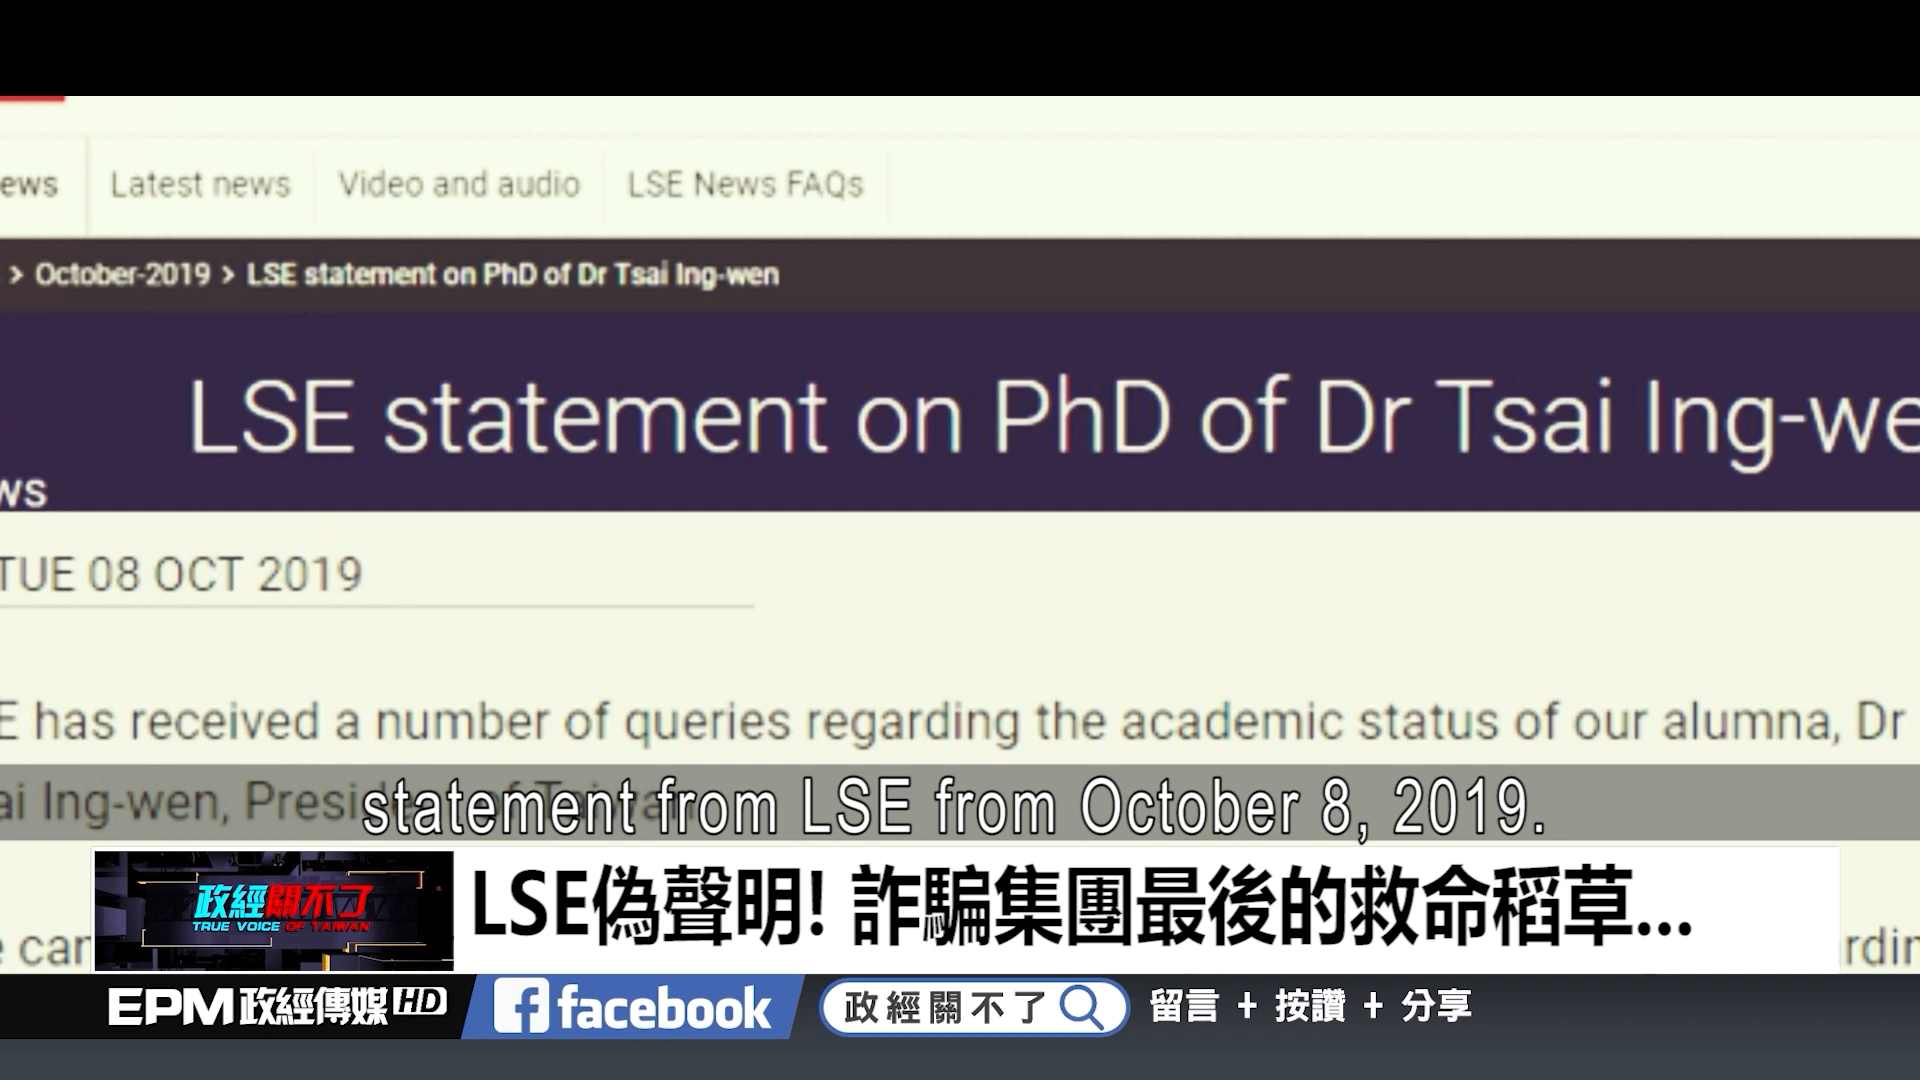 ews Latest news Video and audio LSE News FAQs
> October-2019 > LSE statement on PhD of Dr Tsai Ing-wen
LSE statement on PhD of Dr Tsai Ing-we
ws
TUE 08 OCT 2019
E has received a number of queries regarding the academic status of our alumna, Dr
ai Ing-wen, President of Taiwan
statement from LSE from October 8, 2019.
政經關不了
TRUE VOICE OF TAIWAN
LSE偽聲明! 詐騙集團最後的救命稻草...
e can
rdin
EPM政經傳媒HD facebook 政經關不了 留言 + 按讚 + 分享